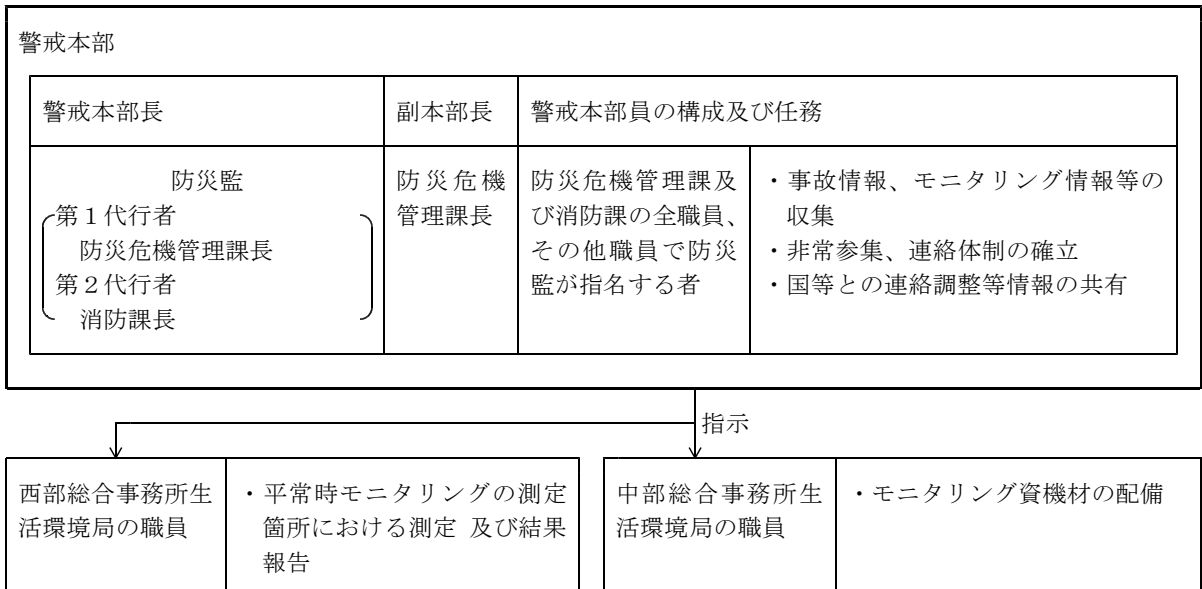 警戒本部
警戒本部長
副本部長
警戒本部員の構成及び任務
防災監
第1代行者
防災危機管理課長
第2代行者
消防課長
防災危機
管理課長
防災危機管理課及
び消防課の全職員、
その他職員で防災
監が指名する者
・事故情報、モニタリング情報等の
収集
・非常参集、連絡体制の確立
・国等との連絡調整等情報の共有
指示
西部総合事務所生
活環境局の職員
・平常時モニタリングの測定
箇所における測定 及び結果
報告
中部総合事務所生
活環境局の職員
・モニタリング資機材の配備